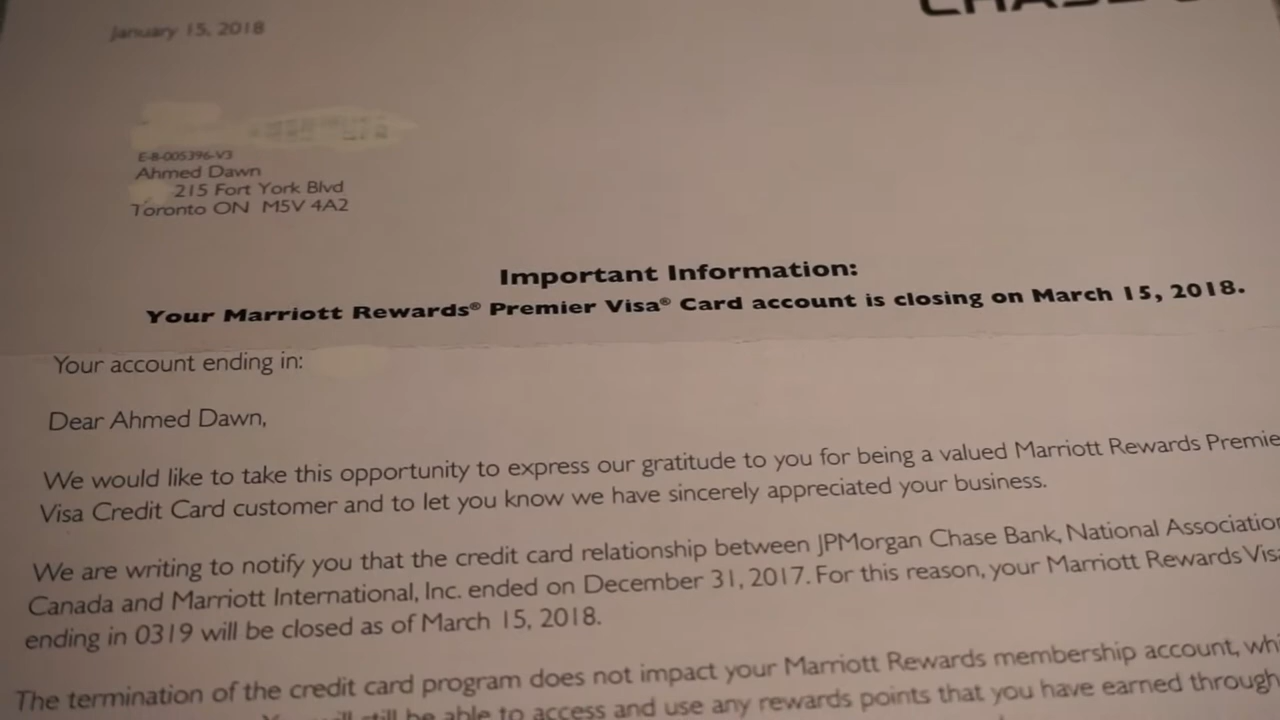 January 15, 2018
CHASE
E-8-005396-V3
Ahmed Dawn
215 Fort York Blvd
Toronto ON M5V 4A2
Important Information:
Your Marriott Rewards® Premier Visa® Card account is closing on March 15, 2018.
Your account ending in:
Dear Ahmed Dawn,
We would like to take this opportunity to express our gratitude to you for being a valued Marriott Rewards Premie
Visa Credit Card customer and to let you know we have sincerely appreciated your business.
We are writing to notify you that the credit card relationship between JPMorgan Chase Bank, National Association
Canada and Marriott International, Inc. ended on December 31, 2017. For this reason, your Marriott Rewards Visa
ending in 0319 will be closed as of March 15, 2018.
The termination of the credit card program does not impact your Marriott Rewards membership account, whi
You will still be able to access and use any rewards points that you have earned through